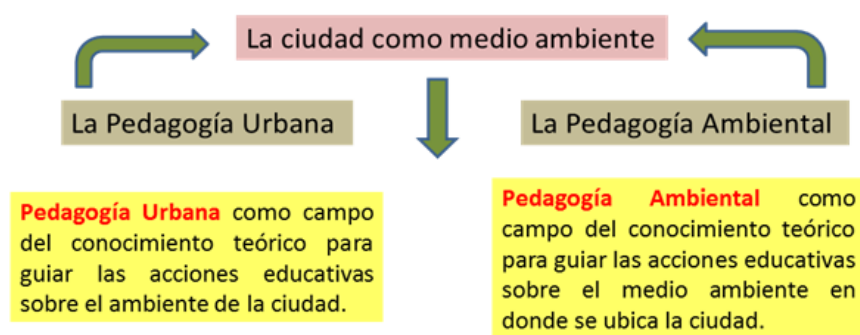 La ciudad como medio ambiente
La Pedagogía Urbana
La Pedagogía Ambiental
Pedagogía Urbana como campo
del conocimiento teórico para
guiar las acciones educativas
sobre el ambiente de la ciudad.
Pedagogía Ambiental como
campo del conocimiento teórico
para guiar las acciones educativas
sobre el medio ambiente en
donde se ubica la ciudad.